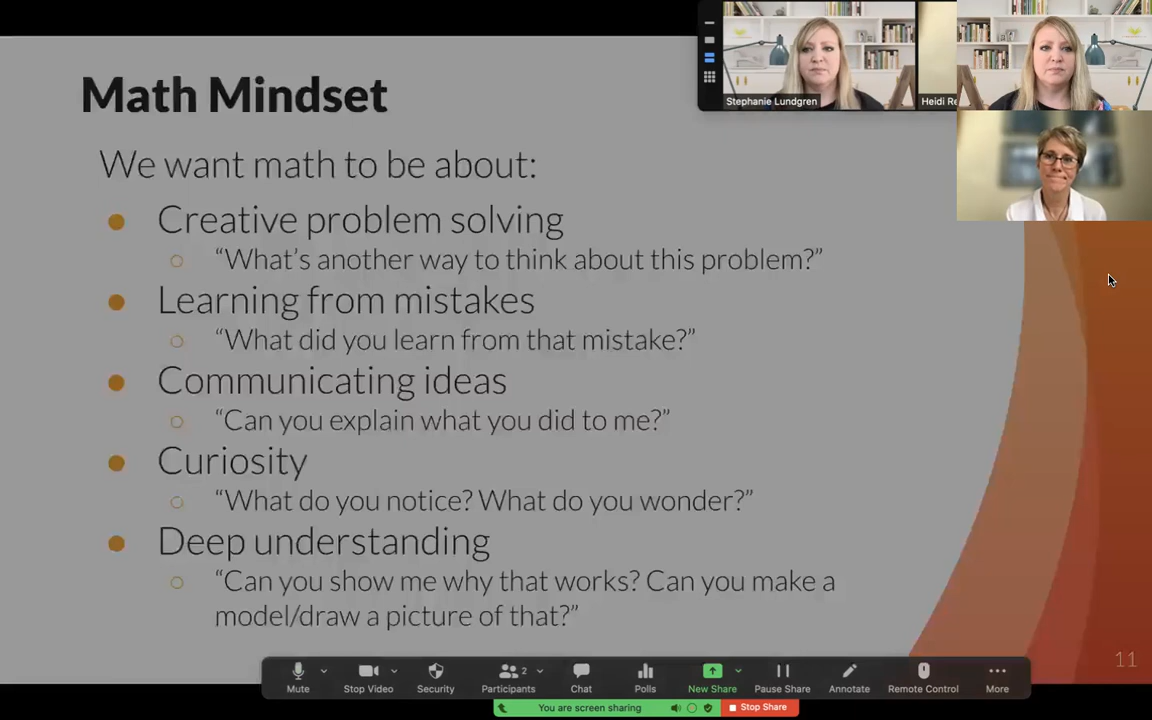 Math Mindset
We want math to be about:
● Creative problem solving
○ “What’s another way to think about this problem?”
● Learning from mistakes
○ “What did you learn from that mistake?”
● Communicating ideas
○ “Can you explain what you did to me?”
● Curiosity
○ “What do you notice? What do you wonder?”
● Deep understanding
○ “Can you show me why that works? Can you make a
model/draw a picture of that?”
11
Stephanie Lundgren
Heidi
Mute
Stop Video
Security
Participants
2
Chat
Polls
New Share
Pause Share
Annotate
Remote Control
More
You are screen sharing
Stop Share